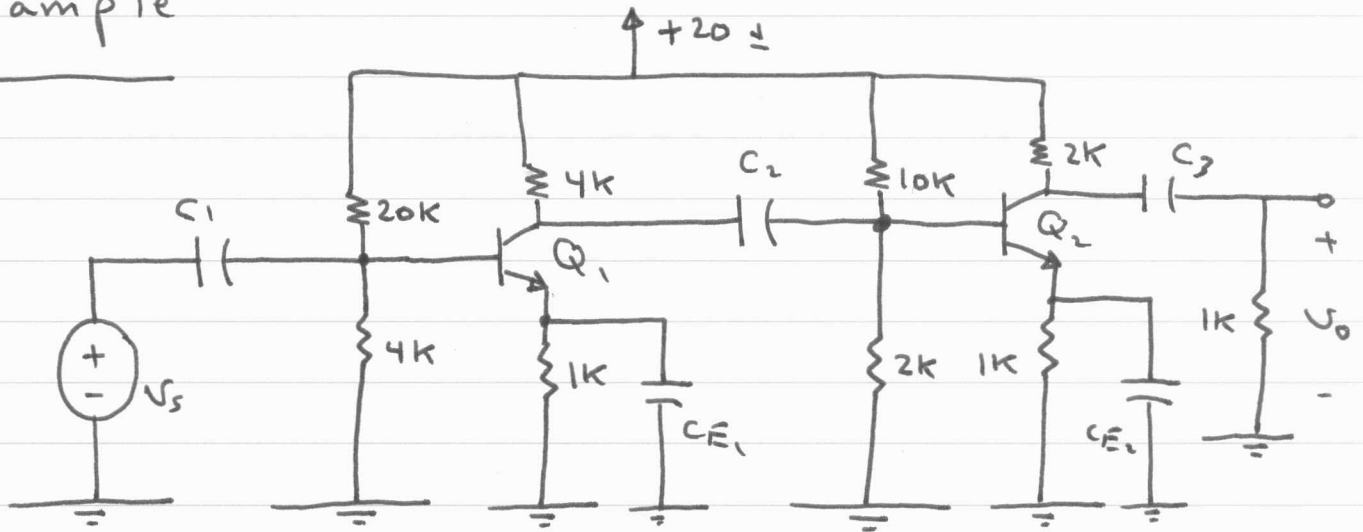 ample
+20 v
C1
20K
4K
4K
Q1
1K
CE1
C2
10K
2K
2K
Q2
1K
CE2
C3
1K
+
vo
-
+
-
vs